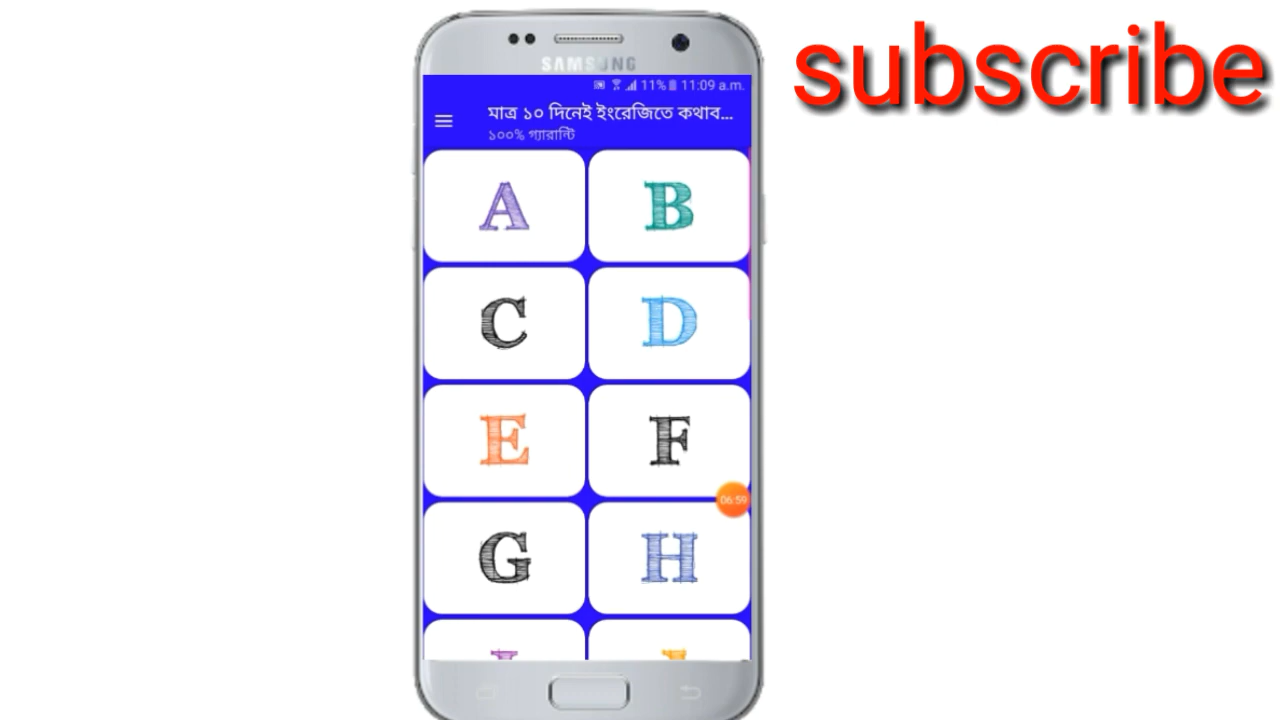 subscribe
SAMSUNG
11% 11:09 a.m.
মাত্র ১০ দিনেই ইংরেজিতে কথাব...
১০০% গ্যারান্টি
A B
C D
E F
06:59
G H